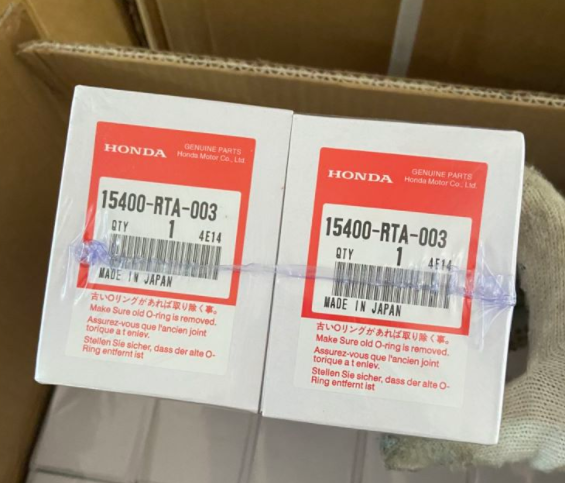 HONDA
GENUINE PARTS
Honda Motor Co., Ltd.
15400-RTA-003
QTY 1 4E14
MADE IN JAPAN
古いOリングがあれば取り除く事。
Make Sure old O-ring is removed.
Assurez-vous que l'ancien joint
torique a t enlev.
Stellen Sie sicher, dass der alte O-
Ring entfernt ist
HONDA
GENUINE PARTS
Honda Motor Co., Ltd.
15400-RTA-003
QTY 1 4E14
MADE IN JAPAN
古いOリングがあれば取り除く事。
Make Sure old O-ring is removed.
Assurez-vous que l'ancien joint
torique a t enlev.
Stellen Sie sicher, dass der alte O-
Ring entfernt ist